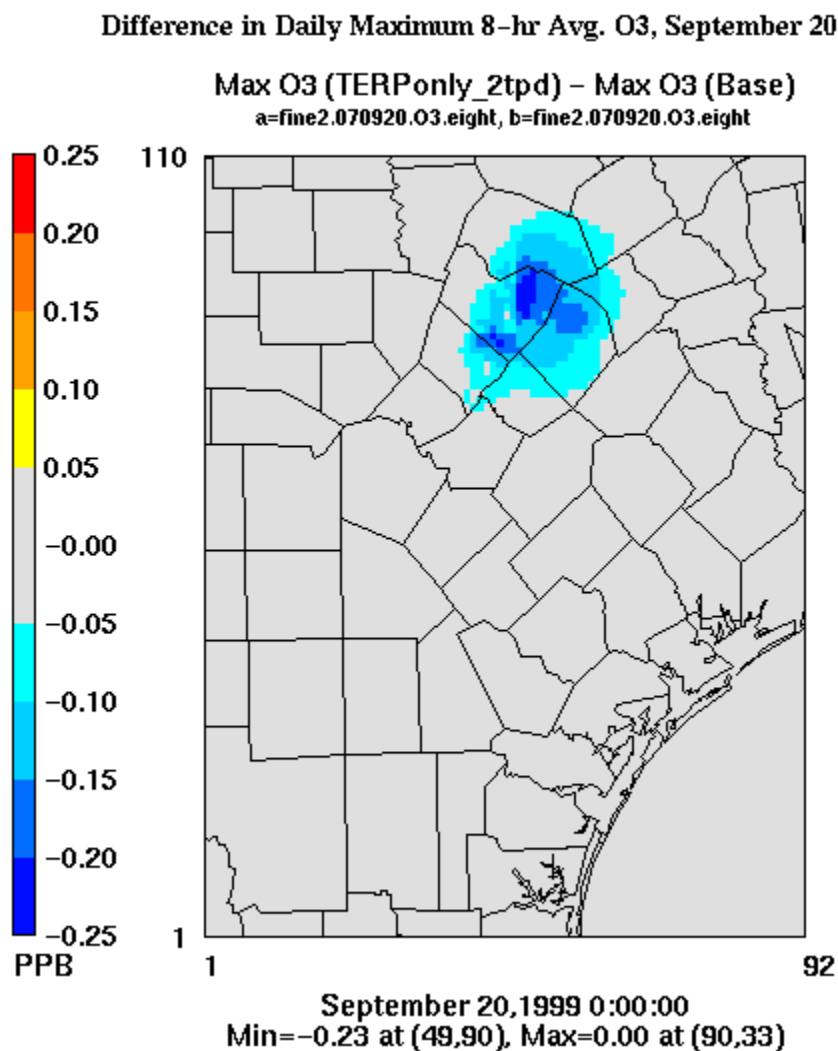 Difference in Daily Maximum 8-hr Avg. O3, September 20
Max O3 (TERPonly_2tpd) - Max O3 (Base)
a=fine2.070920.O3.eight, b=fine2.070920.O3.eight
0.25
0.20
0.15
0.10
0.05
-0.00
-0.05
-0.10
-0.15
-0.20
-0.25
PPB
110
1
1
92
September 20,1999 0:00:00
Min=-0.23 at (49,90), Max=0.00 at (90,33)